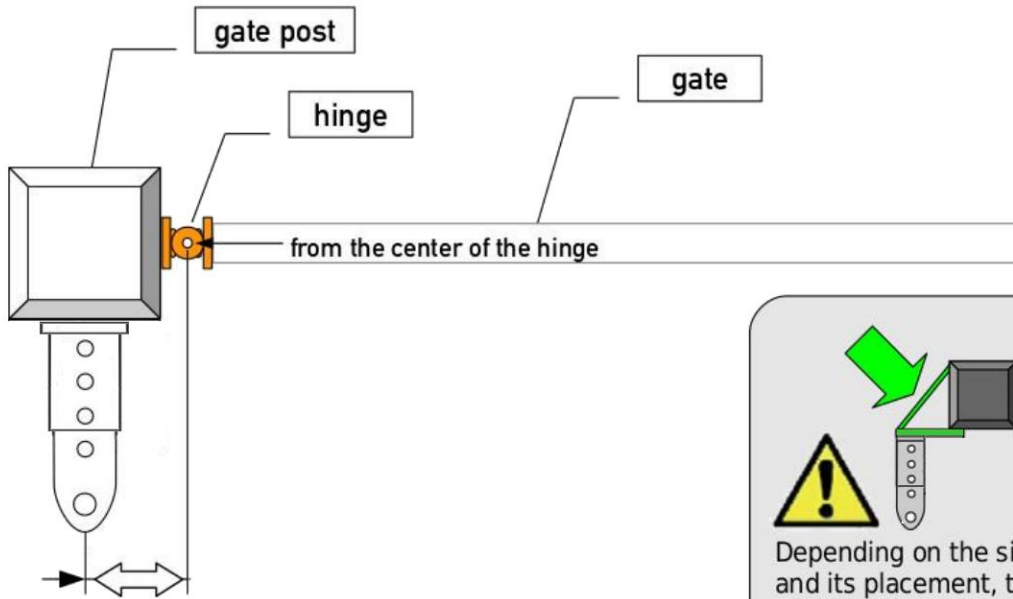 gate post
gate
hinge
from the center of the hinge
Depending on the si
and its placement, t